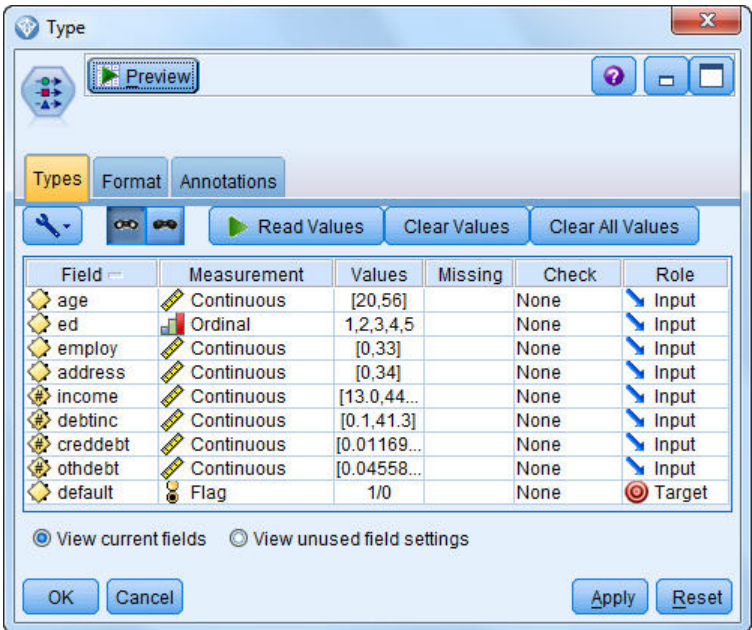 Type
Preview
Types Format Annotations
Read Values Clear Values Clear All Values
Field Measurement Values Missing Check Role
age Continuous [20,56] None Input
ed Ordinal 1,2,3,4,5 None Input
employ Continuous [0,33] None Input
address Continuous [0,34] None Input
income Continuous [13.0,44... None Input
debtinc Continuous [0.1,41.3] None Input
creddebt Continuous [0.01169... None Input
othdebt Continuous [0.04558... None Input
default Flag 1/0 None Target
View current fields View unused field settings
OK Cancel Apply Reset